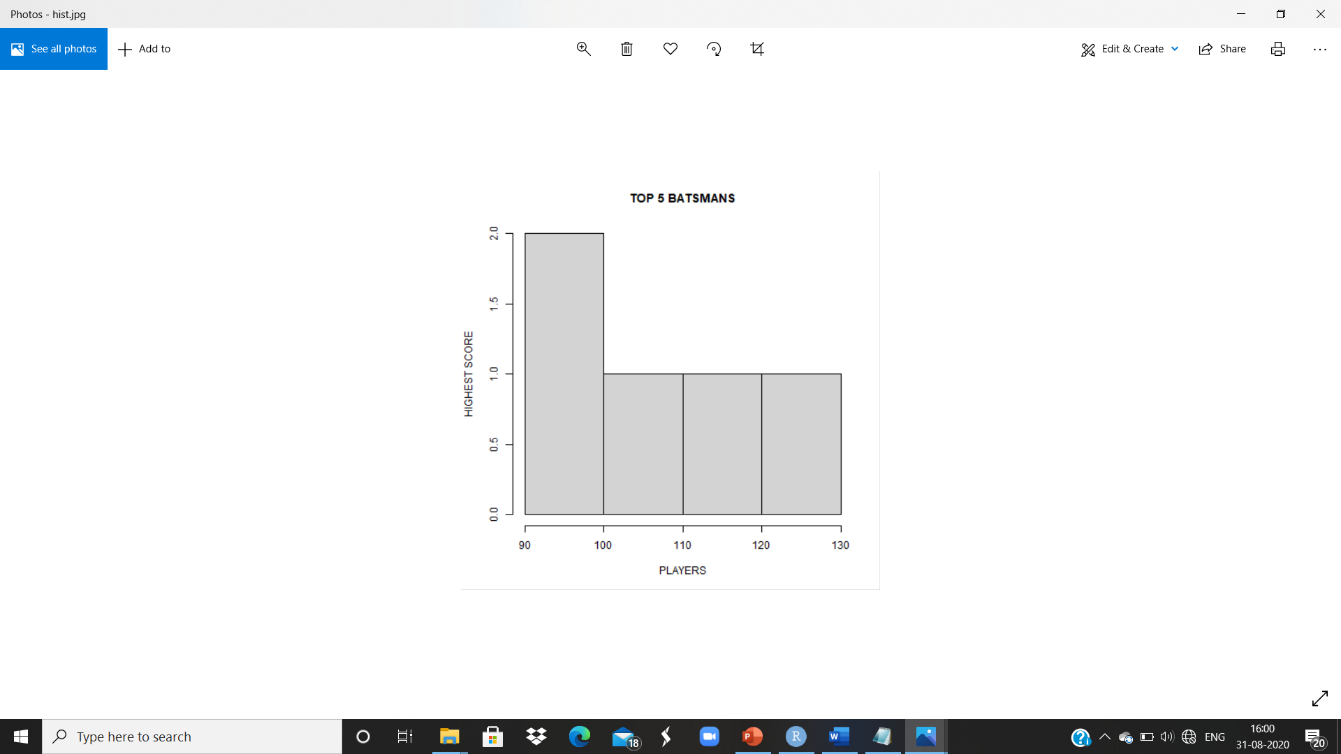 Photos - hist.jpg
See all photos
Add to
Edit & Create
Share
TOP 5 BATSMANS
HIGHEST SCORE
2.0
1.5
1.0
0.5
0.0
90 100 110 120 130
PLAYERS
Type here to search
18
P
R
W
ENG
16:00
31-08-2020
20